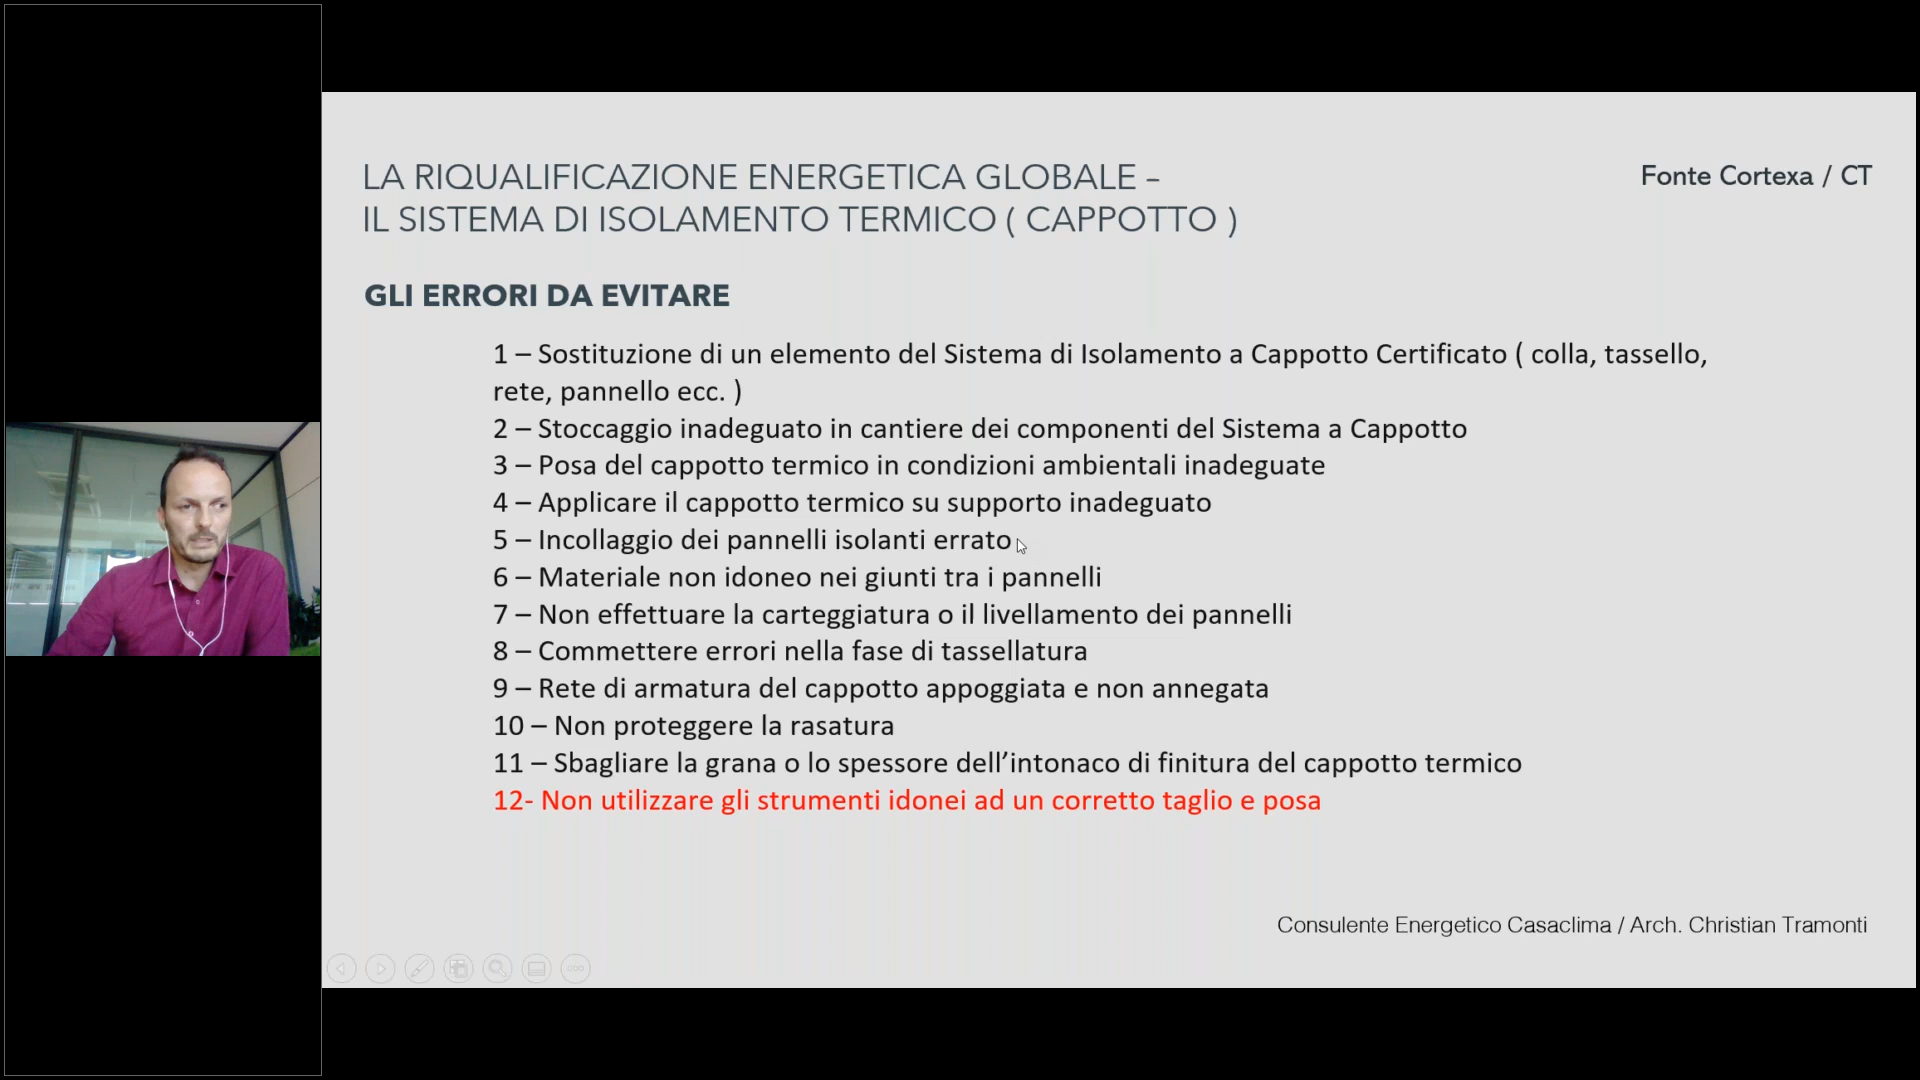 LA RIQUALIFICAZIONE ENERGETICA GLOBALE –
IL SISTEMA DI ISOLAMENTO TERMICO ( CAPPOTTO )
Fonte Cortexa / CT
GLI ERRORI DA EVITARE
1 – Sostituzione di un elemento del Sistema di Isolamento a Cappotto Certificato ( colla, tassello,
rete, pannello ecc. )
2 – Stoccaggio inadeguato in cantiere dei componenti del Sistema a Cappotto
3 – Posa del cappotto termico in condizioni ambientali inadeguate
4 – Applicare il cappotto termico su supporto inadeguato
5 – Incollaggio dei pannelli isolanti errato
6 – Materiale non idoneo nei giunti tra i pannelli
7 – Non effettuare la carteggiatura o il livellamento dei pannelli
8 – Commettere errori nella fase di tassellatura
9 – Rete di armatura del cappotto appoggiata e non annegata
10 – Non proteggere la rasatura
11 – Sbagliare la grana o lo spessore dell’intonaco di finitura del cappotto termico
12- Non utilizzare gli strumenti idonei ad un corretto taglio e posa
Consulente Energetico Casaclima / Arch. Christian Tramonti